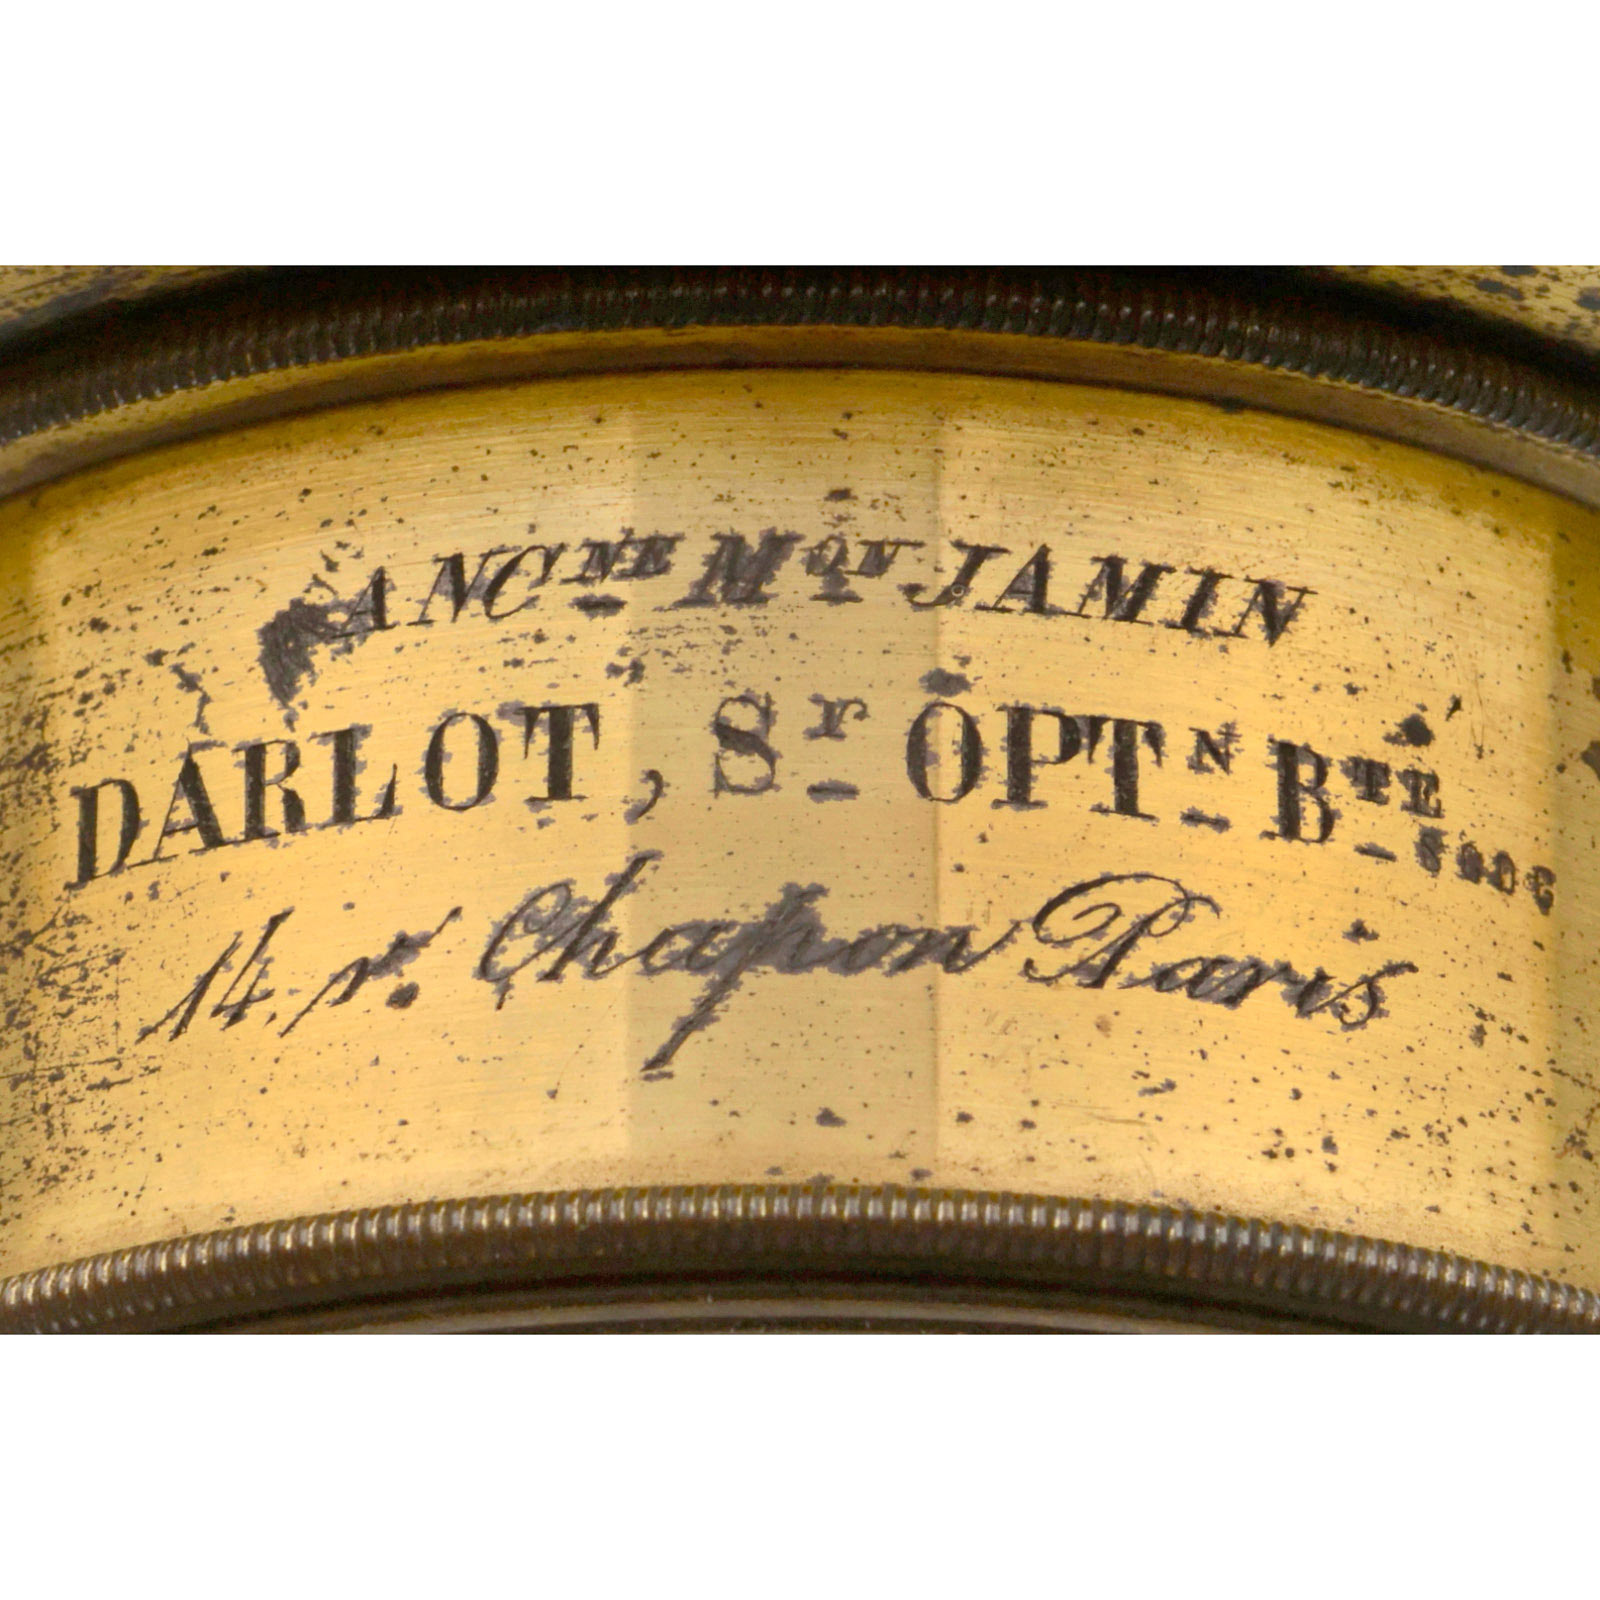 ANCNE MON JAMIN
DARLOT, Sr OPTN BTÉ S.G.D.G
14, r. Chapon Paris